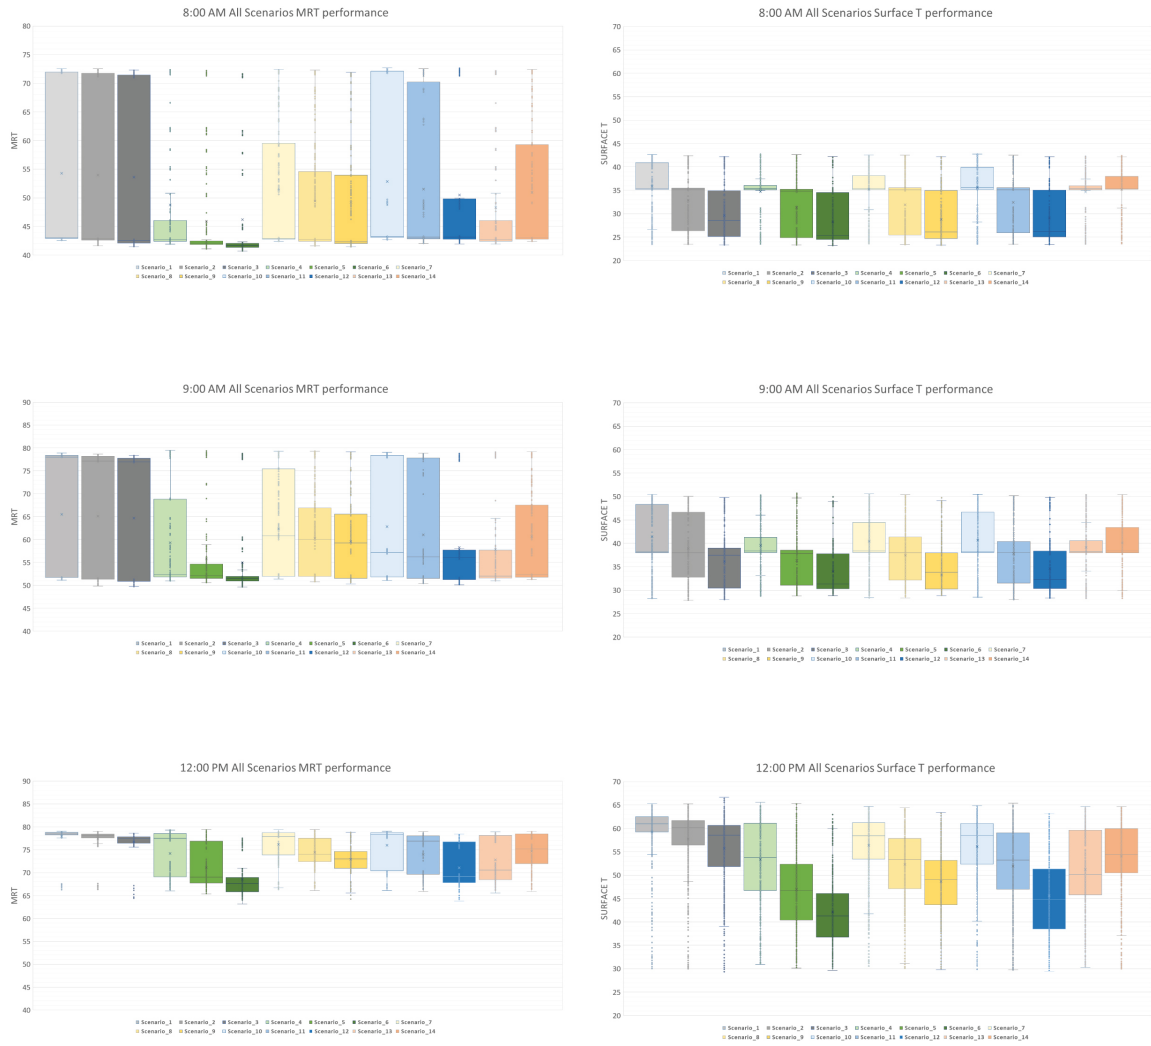 8:00 AM All Scenarios MRT performance
80
75
70
65
60
55
50
45
40
MRT
Scenario_1 Scenario_2 Scenario_3 Scenario_4 Scenario_5 Scenario_6 Scenario_7
Scenario_8 Scenario_9 Scenario_10 Scenario_11 Scenario_12 Scenario_13 Scenario_14
8:00 AM All Scenarios Surface T performance
70
65
60
55
50
45
40
35
30
25
20
SURFACE T
Scenario_1 Scenario_2 Scenario_3 Scenario_4 Scenario_5 Scenario_6 Scenario_7
Scenario_8 Scenario_9 Scenario_10 Scenario_11 Scenario_12 Scenario_13 Scenario_14
9:00 AM All Scenarios MRT performance
90
85
80
75
70
65
60
55
50
45
40
MRT
Scenario_1 Scenario_2 Scenario_3 Scenario_4 Scenario_5 Scenario_6 Scenario_7
Scenario_8 Scenario_9 Scenario_10 Scenario_11 Scenario_12 Scenario_13 Scenario_14
9:00 AM All Scenarios Surface T performance
70
65
60
55
50
45
40
35
30
25
20
SURFACE T
Scenario_1 Scenario_2 Scenario_3 Scenario_4 Scenario_5 Scenario_6 Scenario_7
Scenario_8 Scenario_9 Scenario_10 Scenario_11 Scenario_12 Scenario_13 Scenario_14
12:00 PM All Scenarios MRT performance
90
85
80
75
70
65
60
55
50
45
40
MRT
Scenario_1 Scenario_2 Scenario_3 Scenario_4 Scenario_5 Scenario_6 Scenario_7
Scenario_8 Scenario_9 Scenario_10 Scenario_11 Scenario_12 Scenario_13 Scenario_14
12:00 PM All Scenarios Surface T performance
70
65
60
55
50
45
40
35
30
25
20
SURFACE T
Scenario_1 Scenario_2 Scenario_3 Scenario_4 Scenario_5 Scenario_6 Scenario_7
Scenario_8 Scenario_9 Scenario_10 Scenario_11 Scenario_12 Scenario_13 Scenario_14